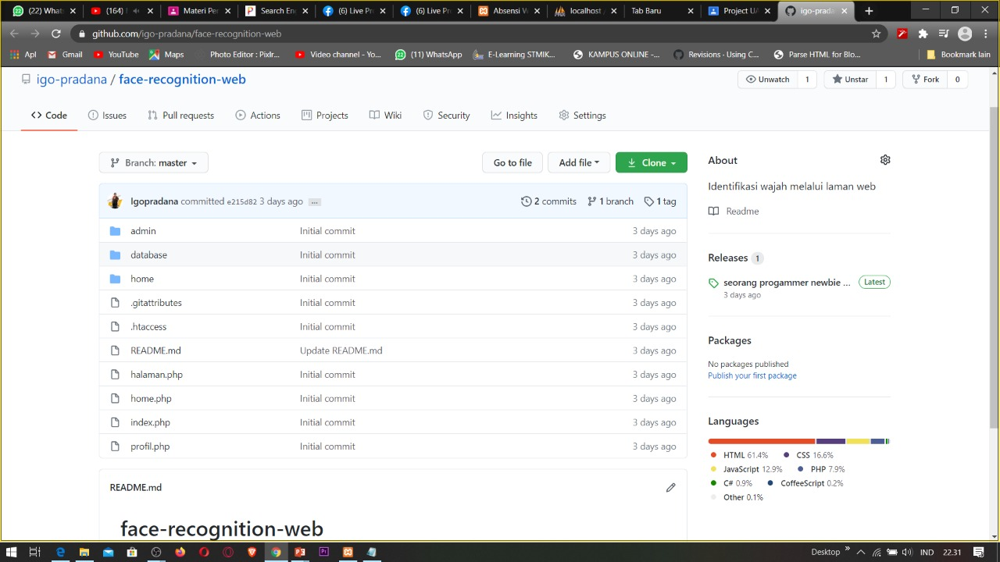 (22) Whats
(164)
Materi Per
Search En
(6) Live Pr
(6) Live Pr
Absensi W
localhost /
Tab Baru
Project UA
igo-prada
github.com/igo-pradana/face-recognition-web
Apl
Gmail
YouTube
Maps
Photo Editor : Pixlr...
Video channel - Yo...
(11) WhatsApp
E-Learning STMIK...
KAMPUS ONLINE -...
Revisions · Using C...
Parse HTML for Blo...
Bookmark lain
igo-pradana / face-recognition-web
Unwatch 1
Unstar 1
Fork 0
Code
Issues
Pull requests
Actions
Projects
Wiki
Security
Insights
Settings
Branch: master
Go to file
Add file
Clone
Igopradana committed e215d82 3 days ago ...
2 commits
1 branch
1 tag
admin Initial commit 3 days ago
database Initial commit 3 days ago
home Initial commit 3 days ago
.gitattributes Initial commit 3 days ago
.htaccess Initial commit 3 days ago
README.md Update README.md 3 days ago
halaman.php Initial commit 3 days ago
home.php Initial commit 3 days ago
index.php Initial commit 3 days ago
profil.php Initial commit 3 days ago
README.md
face-recognition-web
About
Identifikasi wajah melalui laman web
Readme
Releases 1
seorang progammer newbie ... Latest
3 days ago
Packages
No packages published
Publish your first package
Languages
HTML 61.4% CSS 16.6%
JavaScript 12.9% PHP 7.9%
C# 0.9% CoffeeScript 0.2%
Other 0.1%
Desktop
IND
22.31